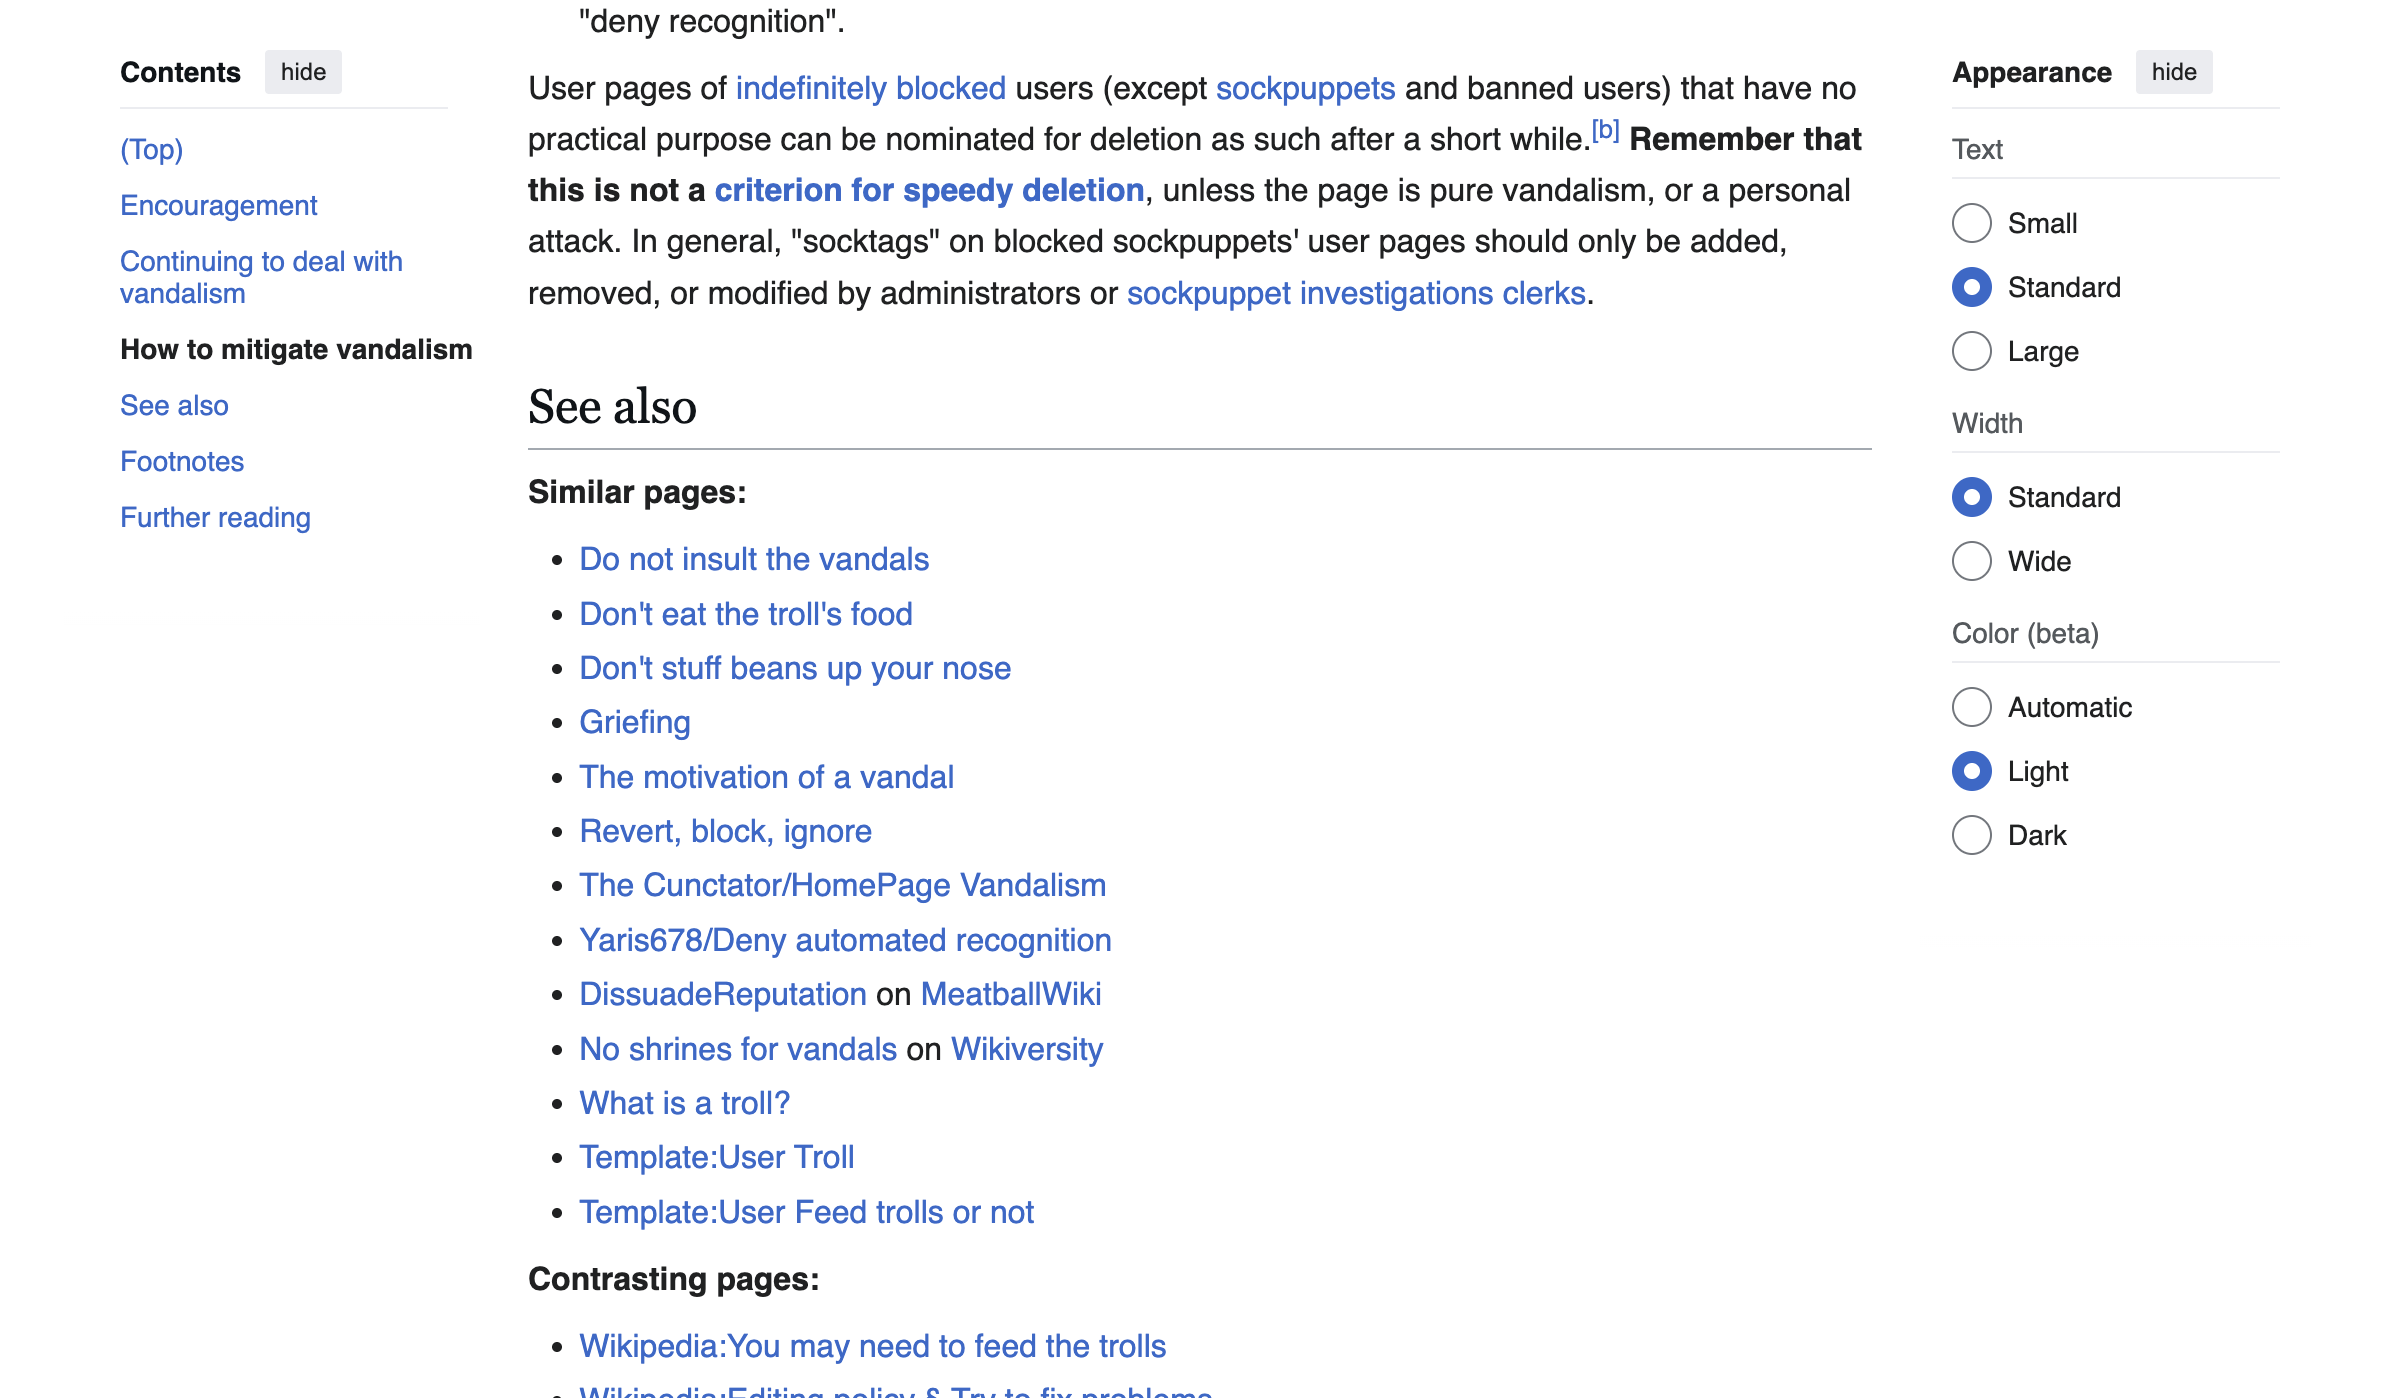 "deny recognition".
Contents hide
(Top)
Encouragement
Continuing to deal with
vandalism
How to mitigate vandalism
See also
Footnotes
Further reading
User pages of indefinitely blocked users (except sockpuppets and banned users) that have no
practical purpose can be nominated for deletion as such after a short while.[b] Remember that
this is not a criterion for speedy deletion, unless the page is pure vandalism, or a personal
attack. In general, "socktags" on blocked sockpuppets' user pages should only be added,
removed, or modified by administrators or sockpuppet investigations clerks.
See also
Similar pages:
• Do not insult the vandals
• Don't eat the troll's food
• Don't stuff beans up your nose
• Griefing
• The motivation of a vandal
• Revert, block, ignore
• The Cunctator/HomePage Vandalism
• Yaris678/Deny automated recognition
• DissuadeReputation on MeatballWiki
• No shrines for vandals on Wikiversity
• What is a troll?
• Template:User Troll
• Template:User Feed trolls or not
Contrasting pages:
• Wikipedia:You may need to feed the trolls
• Wikipedia:Editing policy & Try to fix problems
Appearance hide
Text
Small
Standard
Large
Width
Standard
Wide
Color (beta)
Automatic
Light
Dark